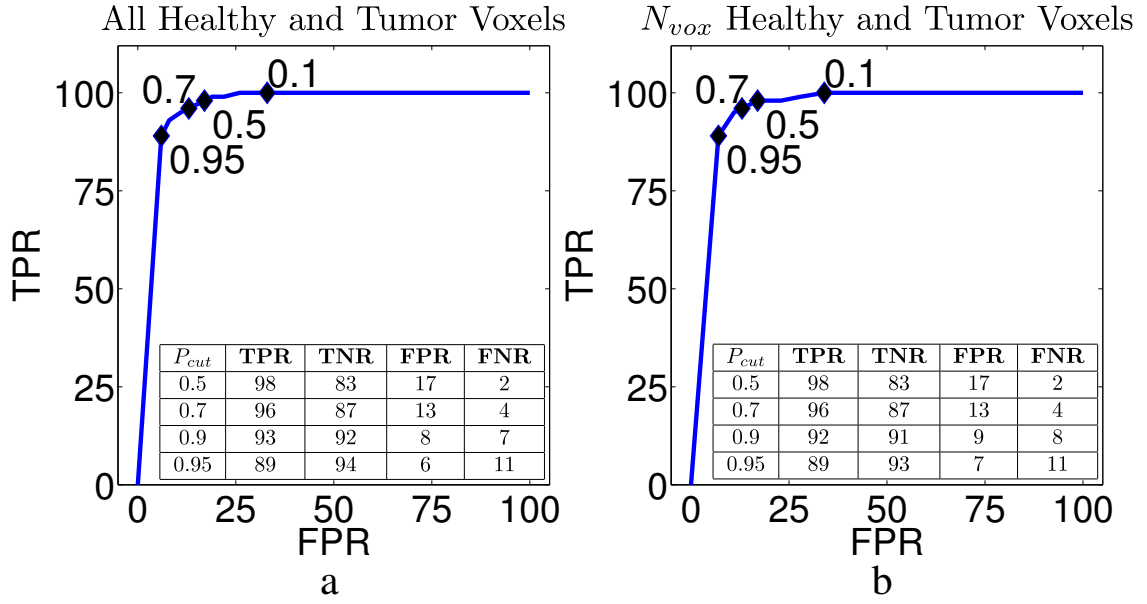 All Healthy and Tumor Voxels
100
75
50
25
0
TPR
0.7
0.1
0.5
0.95
P_cut TPR TNR FPR FNR
0.5 98 83 17 2
0.7 96 87 13 4
0.9 93 92 8 7
0.95 89 94 6 11
0 25 50 75 100
FPR
a
N_vox Healthy and Tumor Voxels
100
75
50
25
0
TPR
0.7
0.1
0.5
0.95
P_cut TPR TNR FPR FNR
0.5 98 83 17 2
0.7 96 87 13 4
0.9 92 91 9 8
0.95 89 93 7 11
0 25 50 75 100
FPR
b